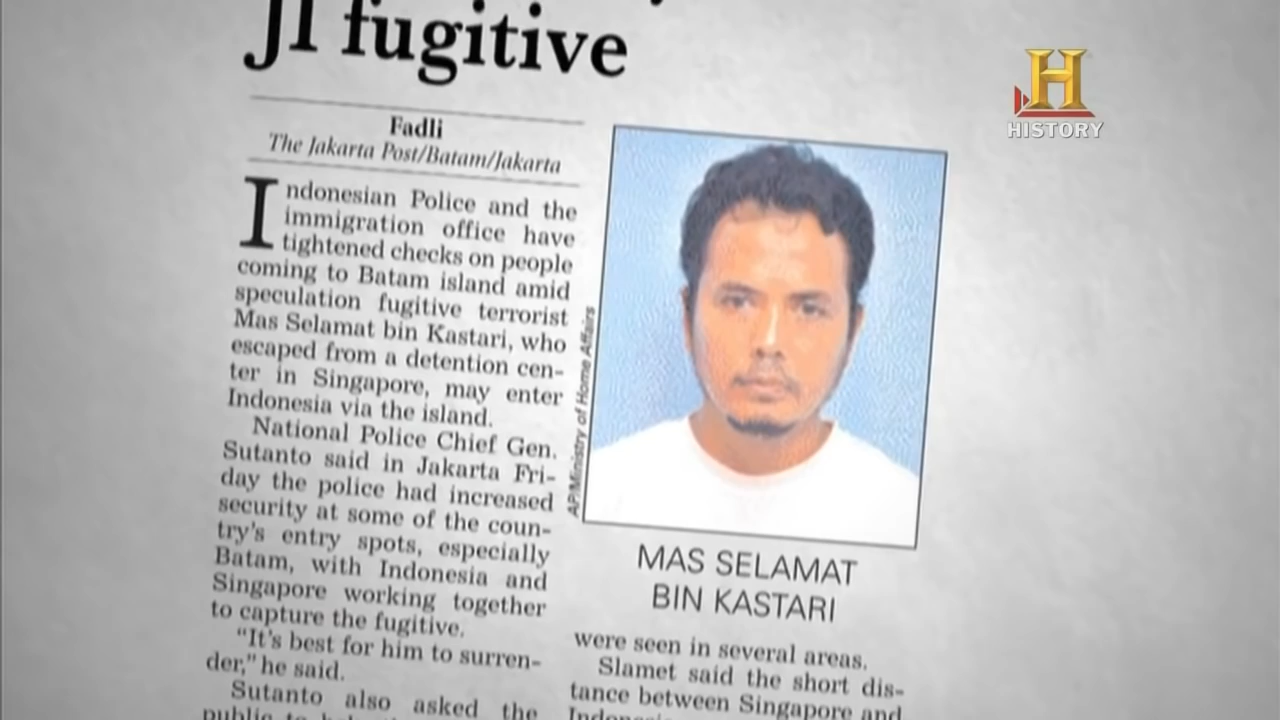 JI fugitive
HISTORY
Fadli
The Jakarta Post/Batam/Jakarta
Indonesian Police and the
immigration office have
tightened checks on people
coming to Batam island amid
speculation fugitive terrorist
Mas Selamat bin Kastari, who
escaped from a detention cen-
ter in Singapore, may enter
Indonesia via the island.
National Police Chief Gen.
Sutanto said in Jakarta Fri-
day the police had increased
security at some of the coun-
try's entry spots, especially
Batam, with Indonesia and
Singapore working together
to capture the fugitive.
"It's best for him to surren-
der," he said.
Sutanto also asked the
public to
AP/Ministry of Home Affairs
MAS SELAMAT
BIN KASTARI
were seen in several areas.
Slamet said the short dis-
tance between Singapore and